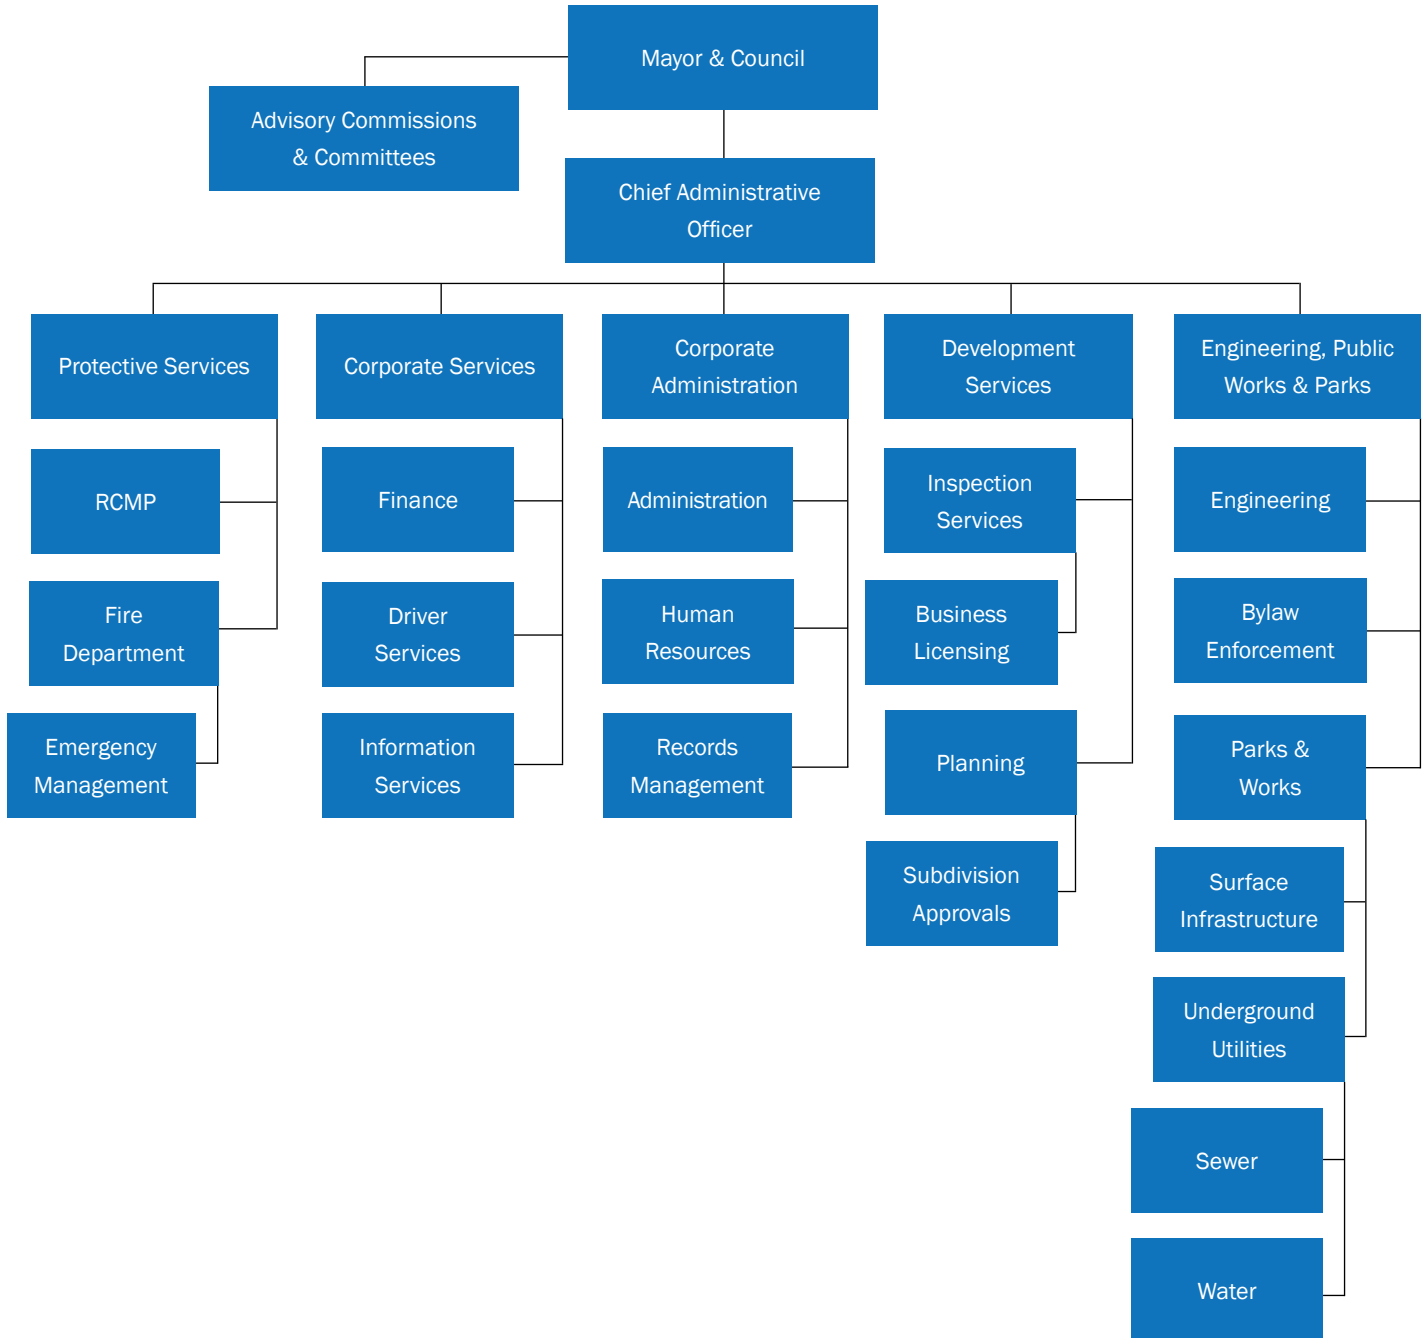 Mayor & Council
Advisory Commissions
& Committees
Chief Administrative
Officer
Protective Services
Corporate Services
Corporate
Administration
Development
Services
Engineering, Public
Works & Parks
RCMP
Fire
Department
Emergency
Management
Finance
Driver
Services
Information
Services
Administration
Human
Resources
Records
Management
Inspection
Services
Business
Licensing
Planning
Subdivision
Approvals
Engineering
Bylaw
Enforcement
Parks &
Works
Surface
Infrastructure
Underground
Utilities
Sewer
Water